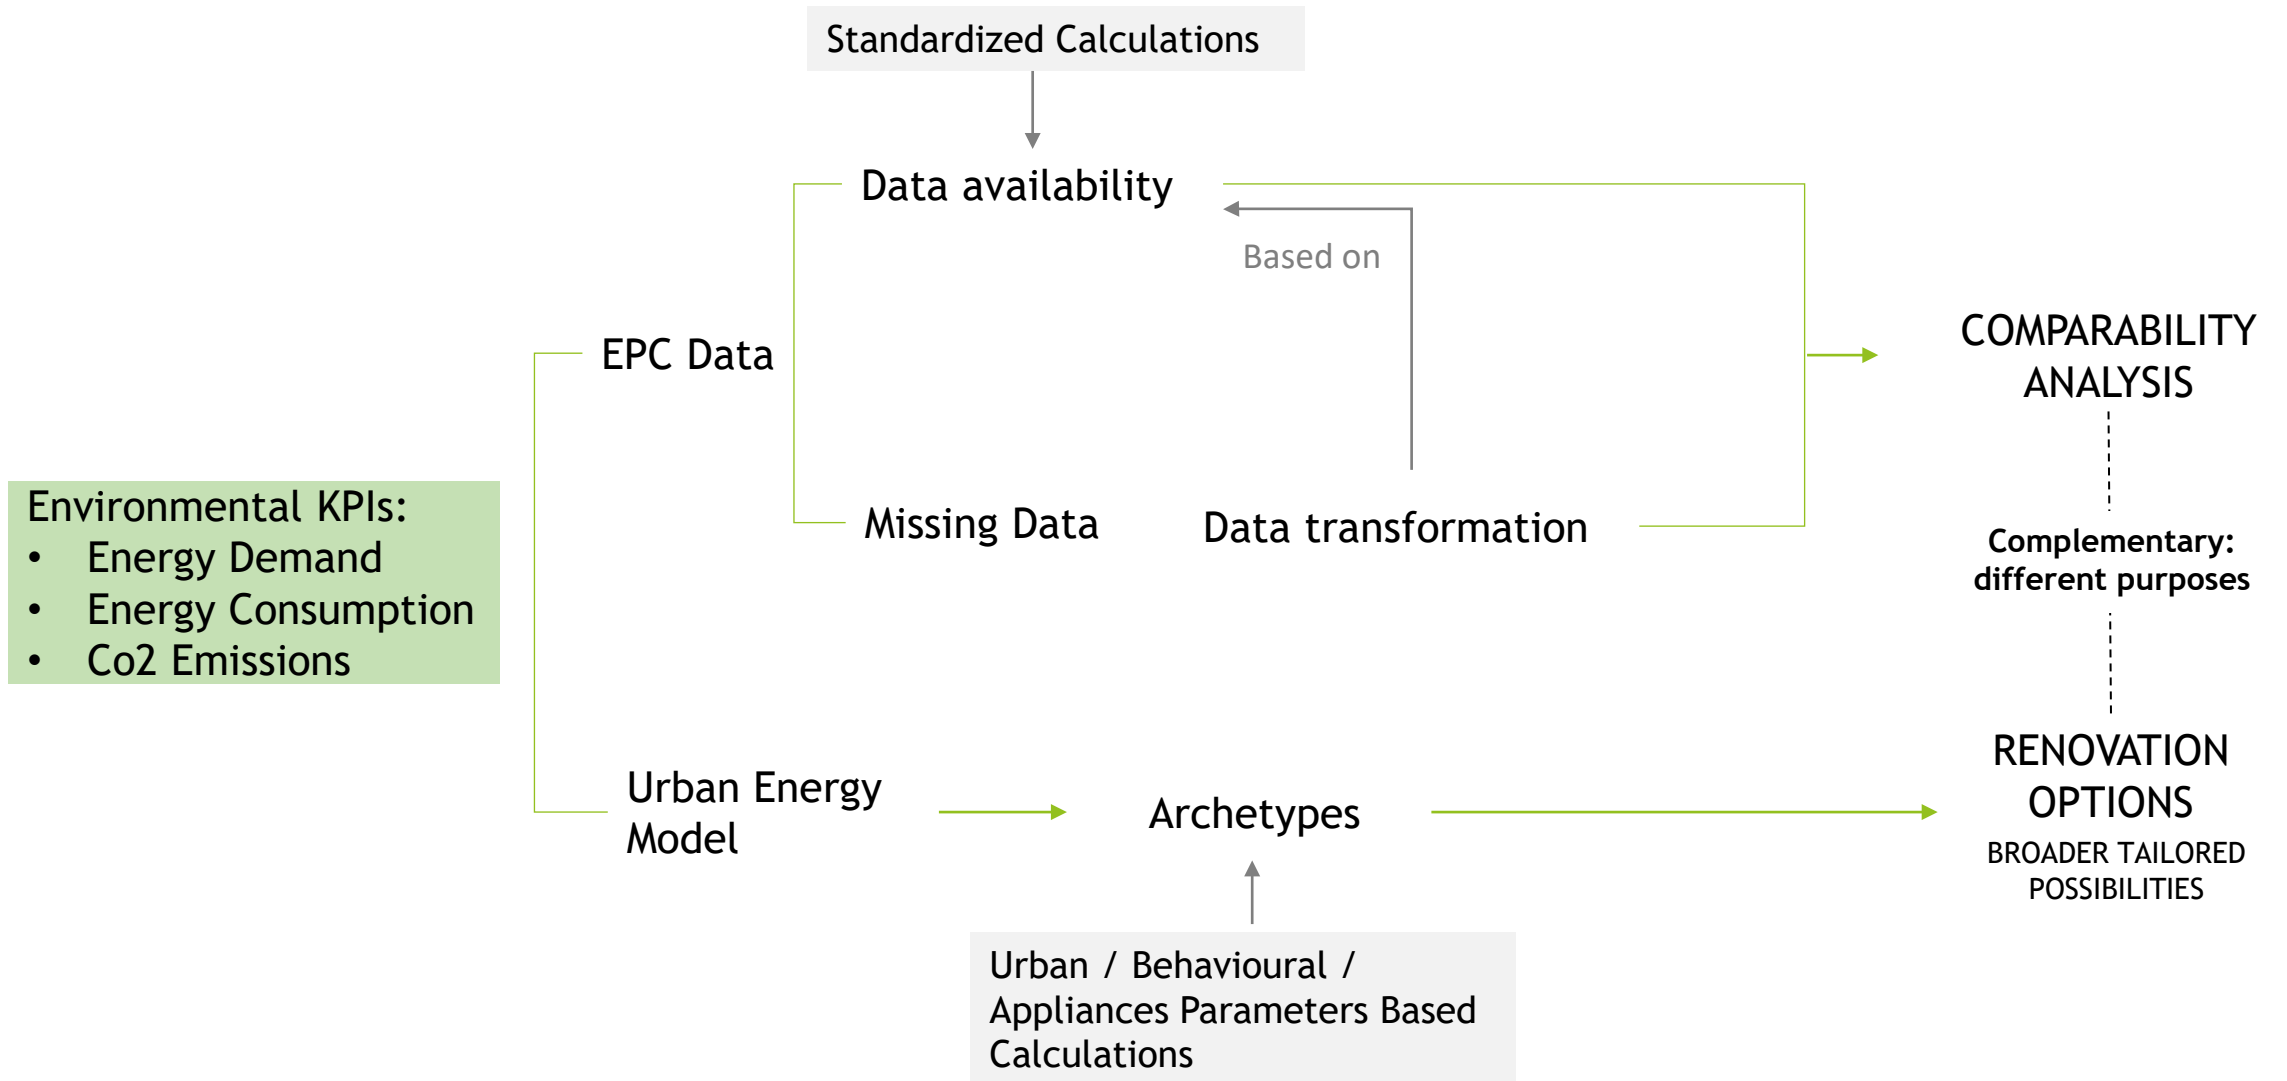 Standardized Calculations
Data availability
Based on
EPC Data
COMPARABILITY
ANALYSIS
Environmental KPIs:
• Energy Demand
• Energy Consumption
• Co2 Emissions
Missing Data
Data transformation
Complementary:
different purposes
Urban Energy
Model
Archetypes
RENOVATION
OPTIONS
BROADER TAILORED
POSSIBILITIES
Urban / Behavioural /
Appliances Parameters Based
Calculations